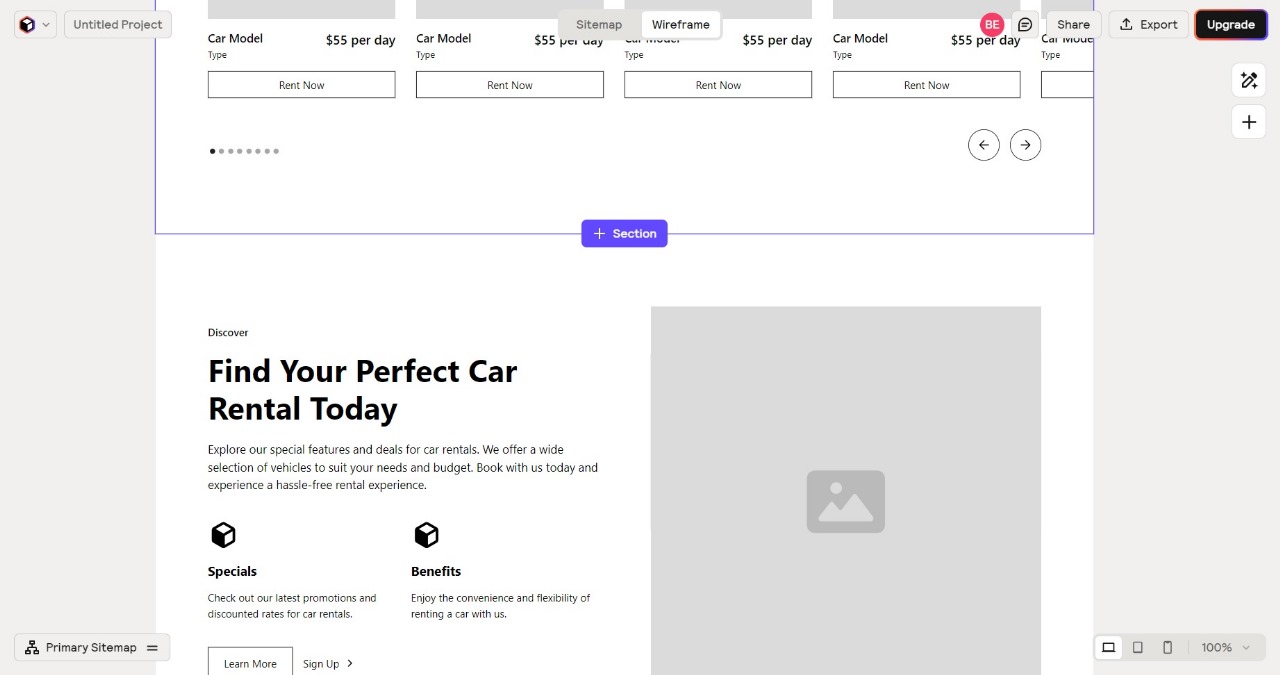 Untitled Project
Sitemap
Wireframe
BE
Share
Export
Upgrade
Car Model
$55 per day
Type
Rent Now
Car Model
$55 per day
Type
Rent Now
Car Model
$55 per day
Type
Rent Now
Car Model
$55 per day
Type
Rent Now
Car Mode
Type
Section
Discover
Find Your Perfect Car
Rental Today
Explore our special features and deals for car rentals. We offer a wide
selection of vehicles to suit your needs and budget. Book with us today and
experience a hassle-free rental experience.
Specials
Benefits
Check out our latest promotions and
discounted rates for car rentals.
Enjoy the convenience and flexibility of
renting a car with us.
Learn More
Sign Up
Primary Sitemap
100%